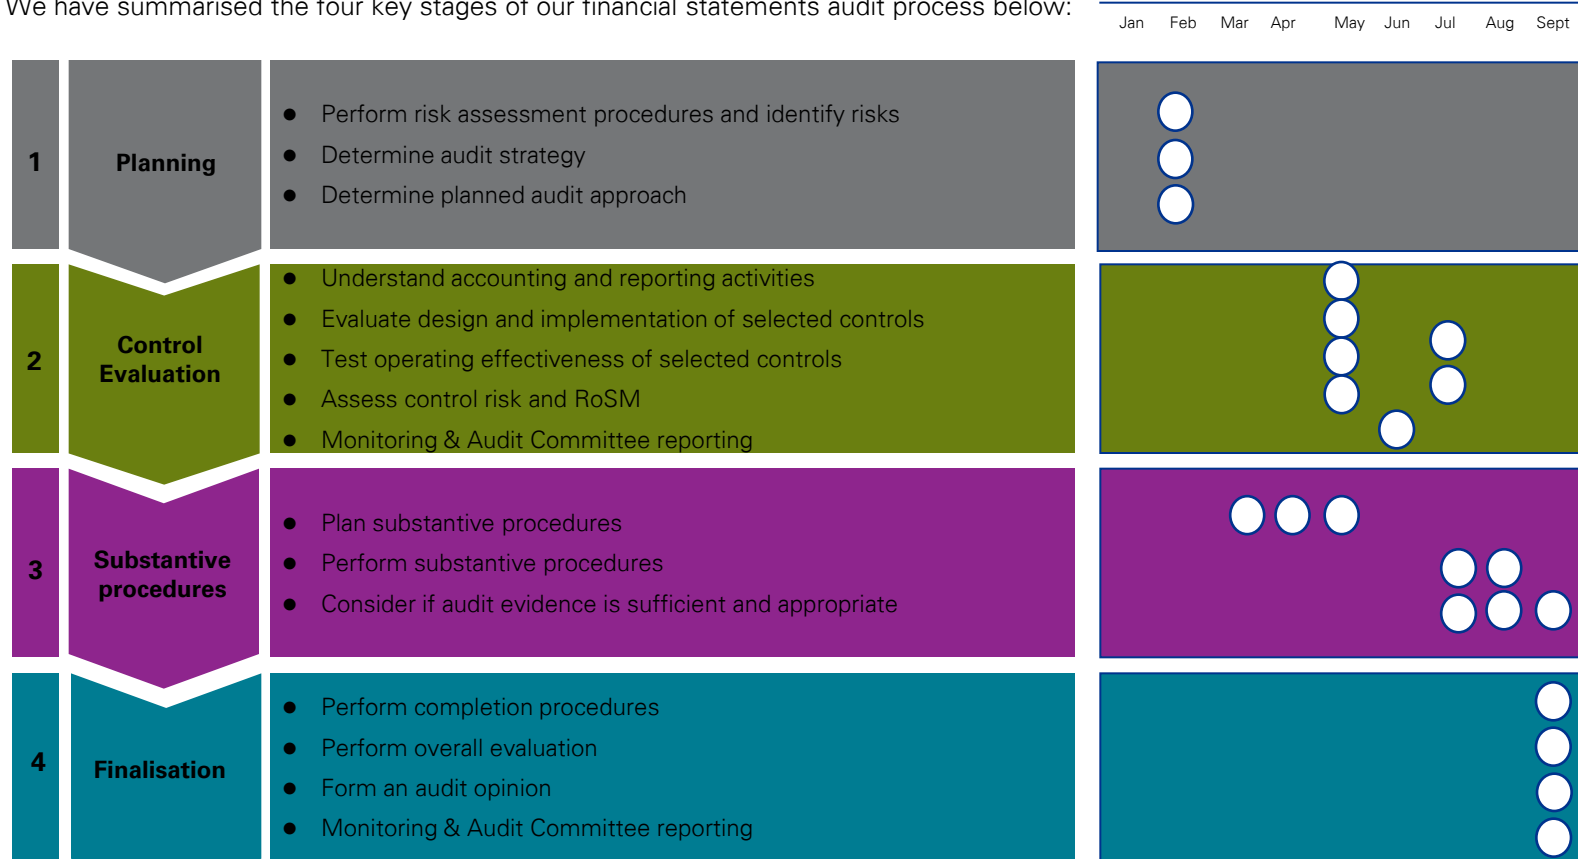 We have summarised the four key stages of our financial statements audit process below:
Jan Feb Mar Apr May Jun Jul Aug Sept
1
Planning
● Perform risk assessment procedures and identify risks
● Determine audit strategy
● Determine planned audit approach
2
Control
Evaluation
● Understand accounting and reporting activities
● Evaluate design and implementation of selected controls
● Test operating effectiveness of selected controls
● Assess control risk and RoSM
● Monitoring & Audit Committee reporting
3
Substantive
procedures
● Plan substantive procedures
● Perform substantive procedures
● Consider if audit evidence is sufficient and appropriate
4
Finalisation
● Perform completion procedures
● Perform overall evaluation
● Form an audit opinion
● Monitoring & Audit Committee reporting